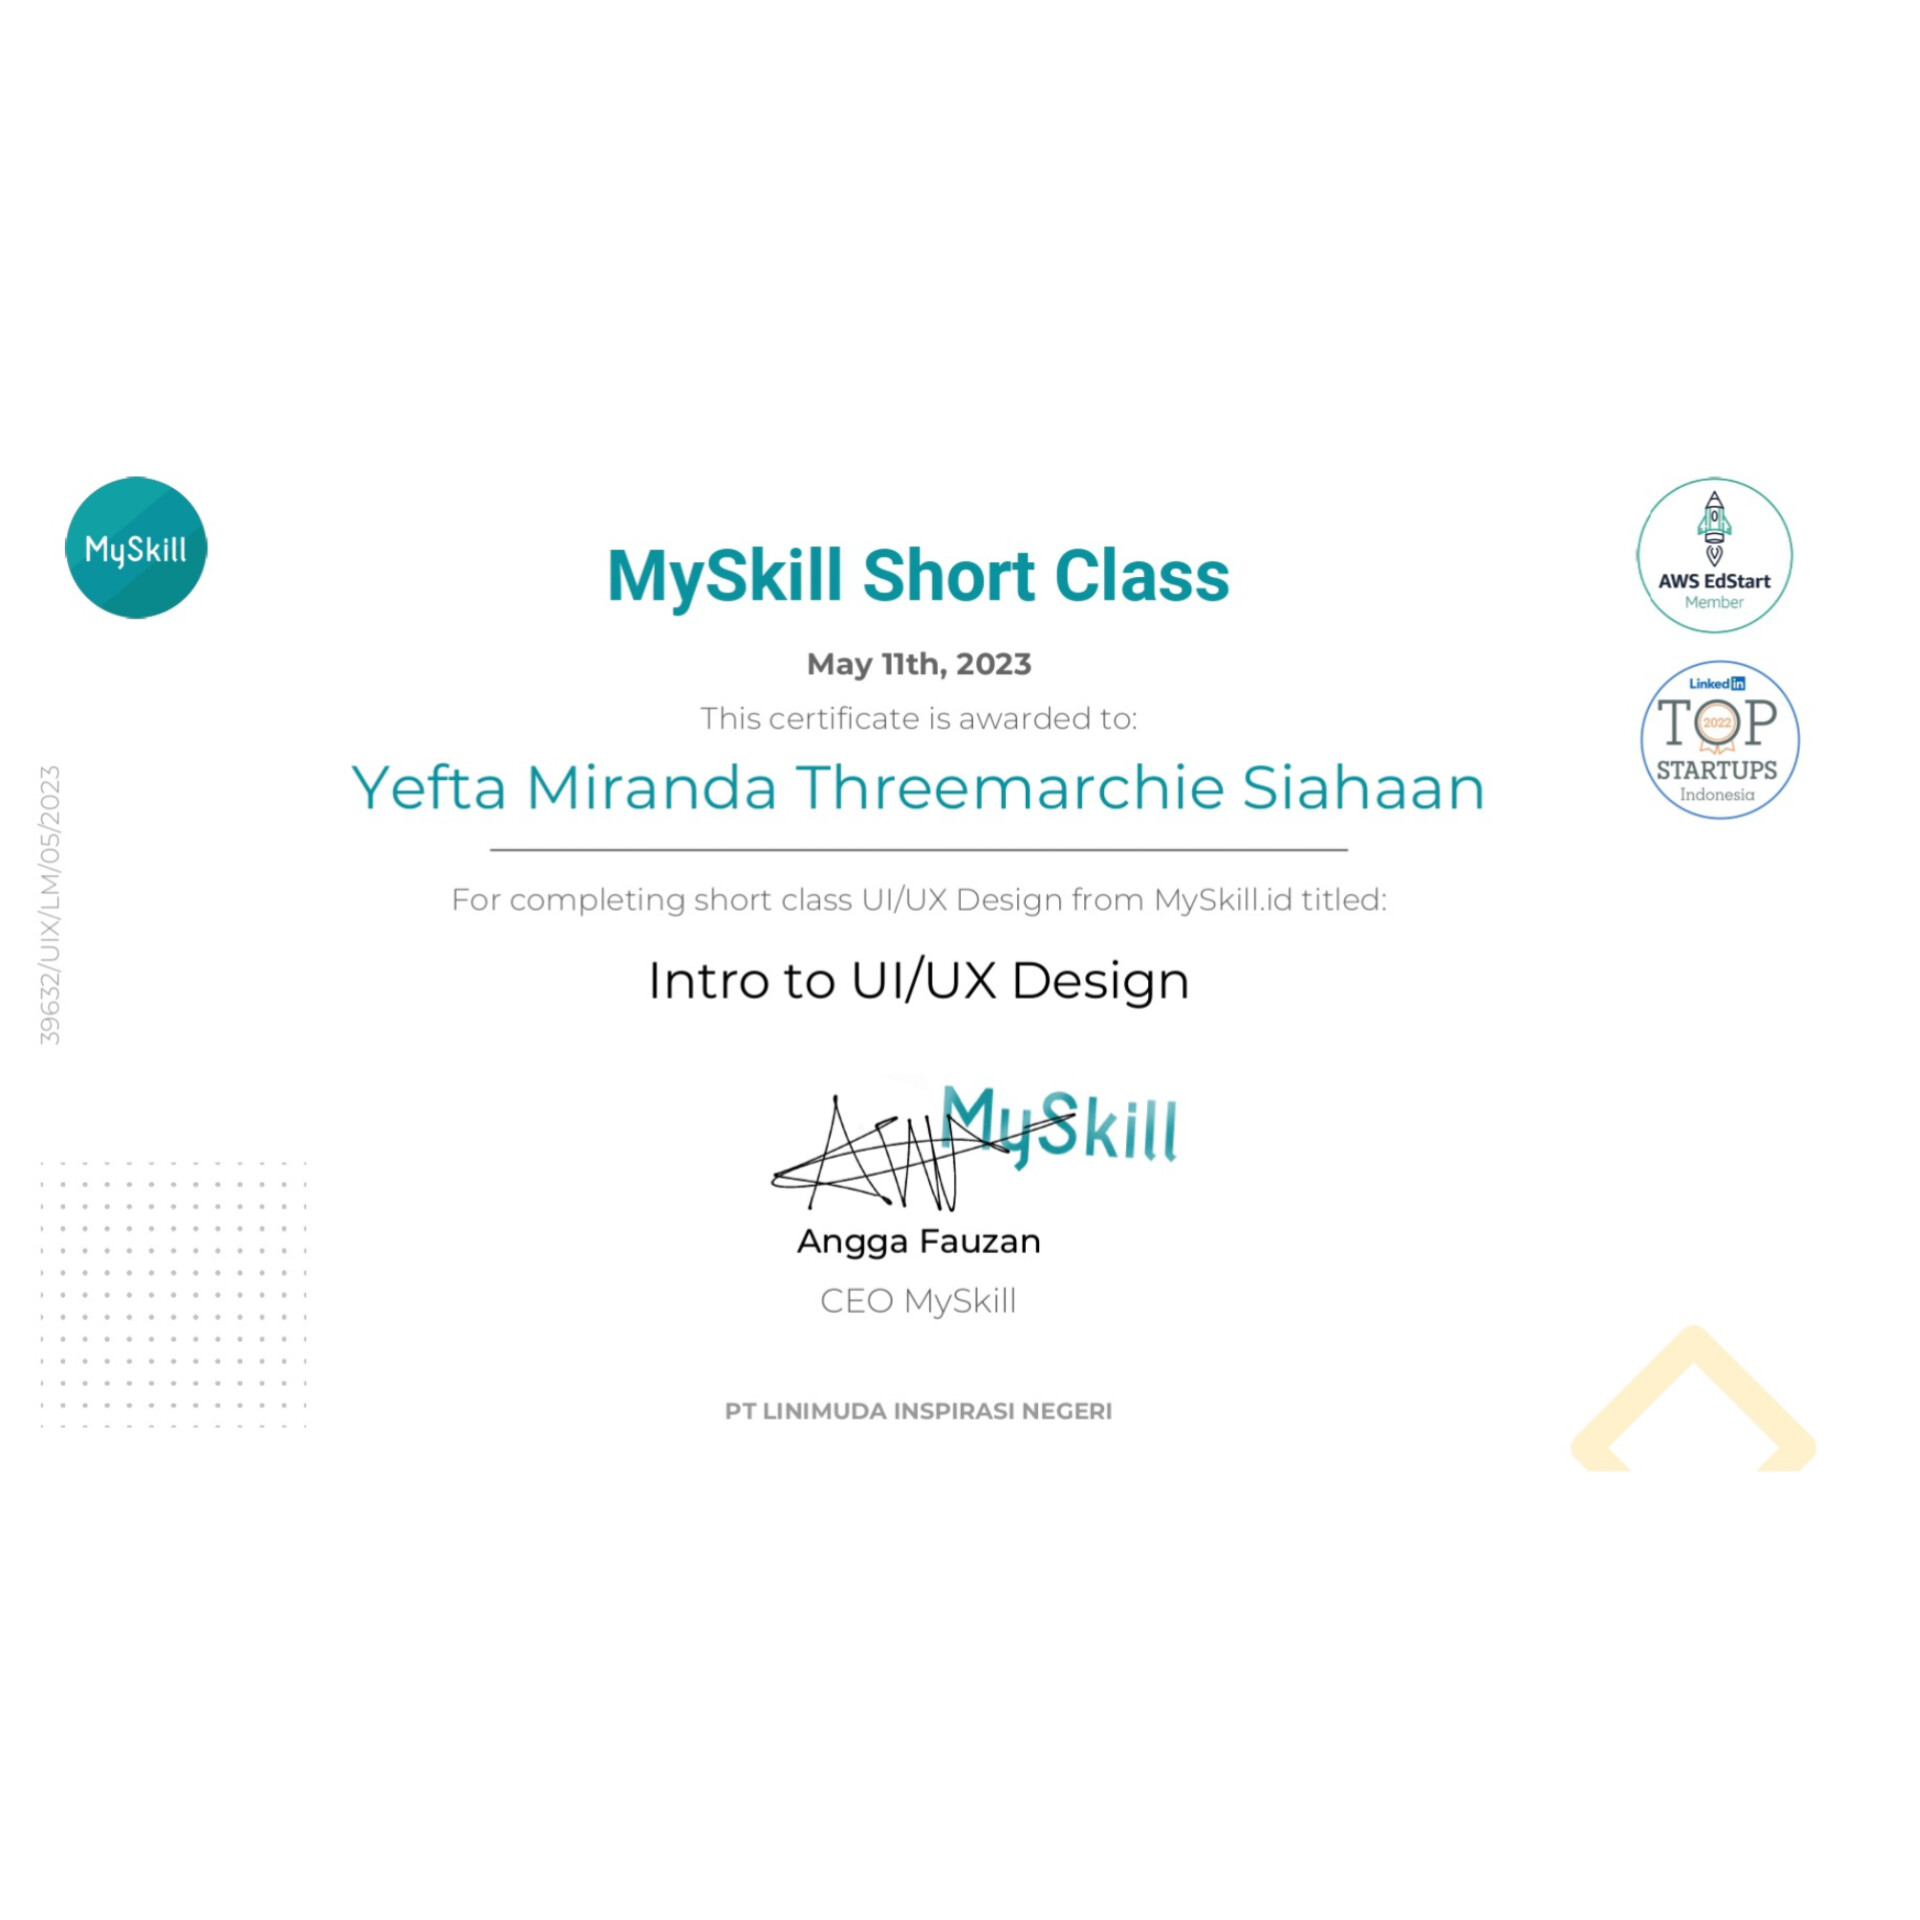 MySkill
AWS EdStart
Member
LinkedIn
TOP
2022
STARTUPS
Indonesia
MySkill Short Class
May 11th, 2023
This certificate is awarded to:
Yefta Miranda Threemarchie Siahaan
For completing short class UI/UX Design from MySkill.id titled:
Intro to UI/UX Design
39632/UIX/LM/05/2023
MySkill
Angga Fauzan
CEO MySkill
PT LINIMUDA INSPIRASI NEGERI